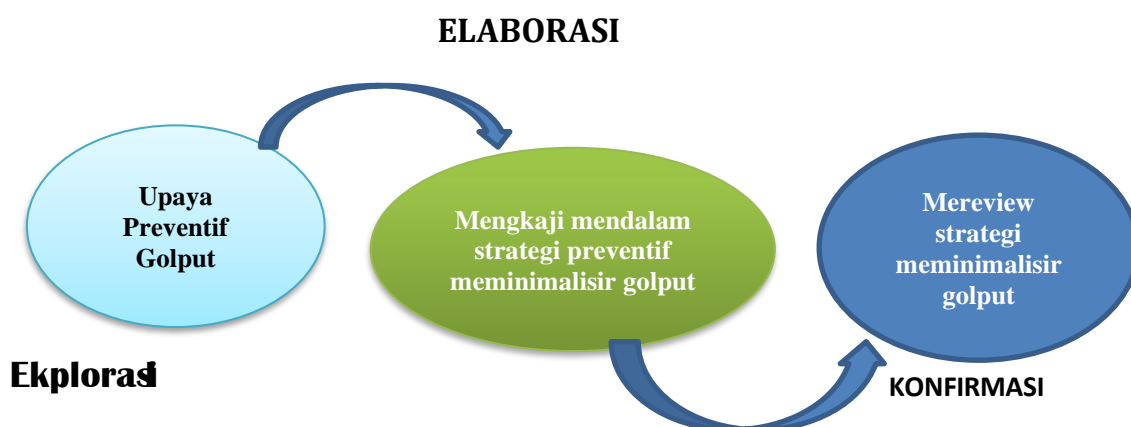 ELABORASI
Upaya
Preventif
Golput
Mengkaji mendalam
strategi preventif
meminimalisir golput
Mereview
strategi
meminimalisir
golput
Ekplorasi
KONFIRMASI